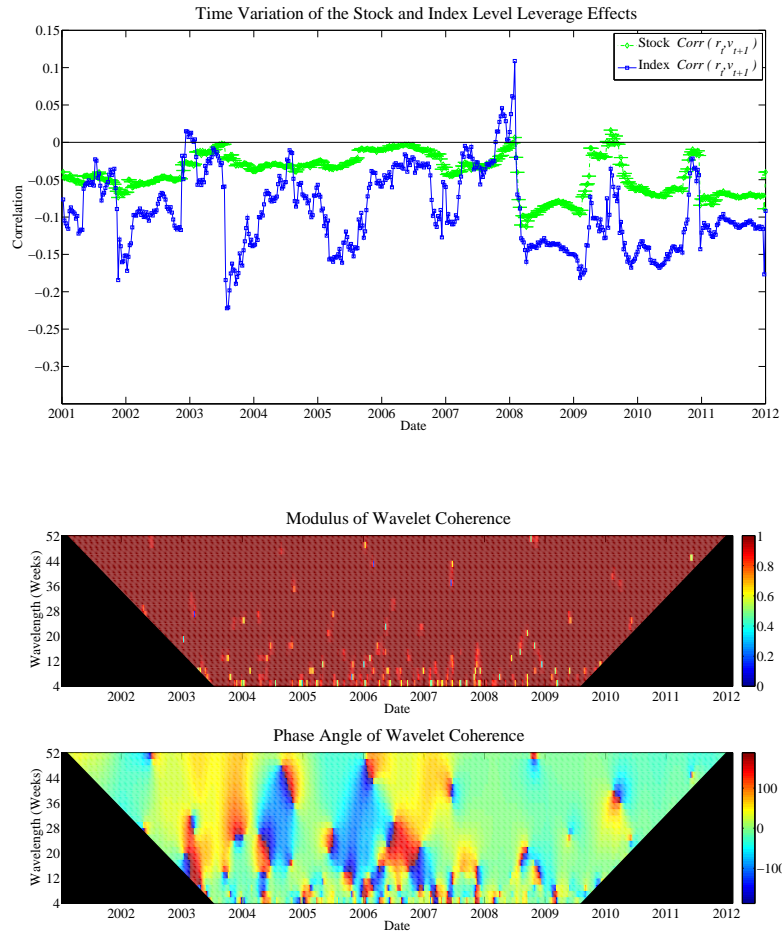 Time Variation of the Stock and Index Level Leverage Effects
0.15
0.1
0.05
0
−0.05
−0.1
−0.15
−0.2
−0.25
−0.3
Correlation
Stock Corr ( r_t, v_{t+1} )
Index Corr ( r_t, v_{t+1} )
2001 2002 2003 2004 2005 2006 2007 2008 2009 2010 2011 2012
Date
Modulus of Wavelet Coherence
52
44
36
28
20
12
4
Wavelength (Weeks)
2002 2003 2004 2005 2006 2007 2008 2009 2010 2011 2012
Date
1
0.8
0.6
0.4
0.2
0
Phase Angle of Wavelet Coherence
52
44
36
28
20
12
4
Wavelength (Weeks)
2002 2003 2004 2005 2006 2007 2008 2009 2010 2011 2012
Date
100
0
−100